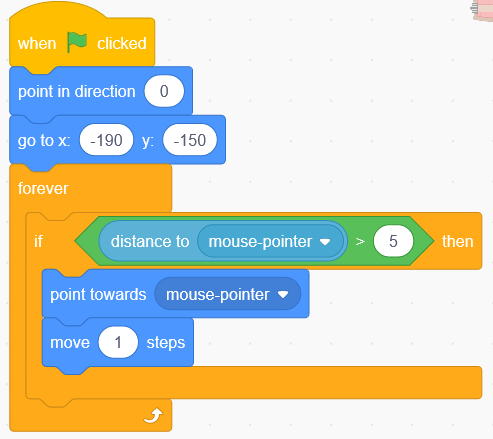 when clicked
point in direction 0
go to x: -190 y: -150
forever
if distance to mouse-pointer > 5 then
point towards mouse-pointer
move 1 steps